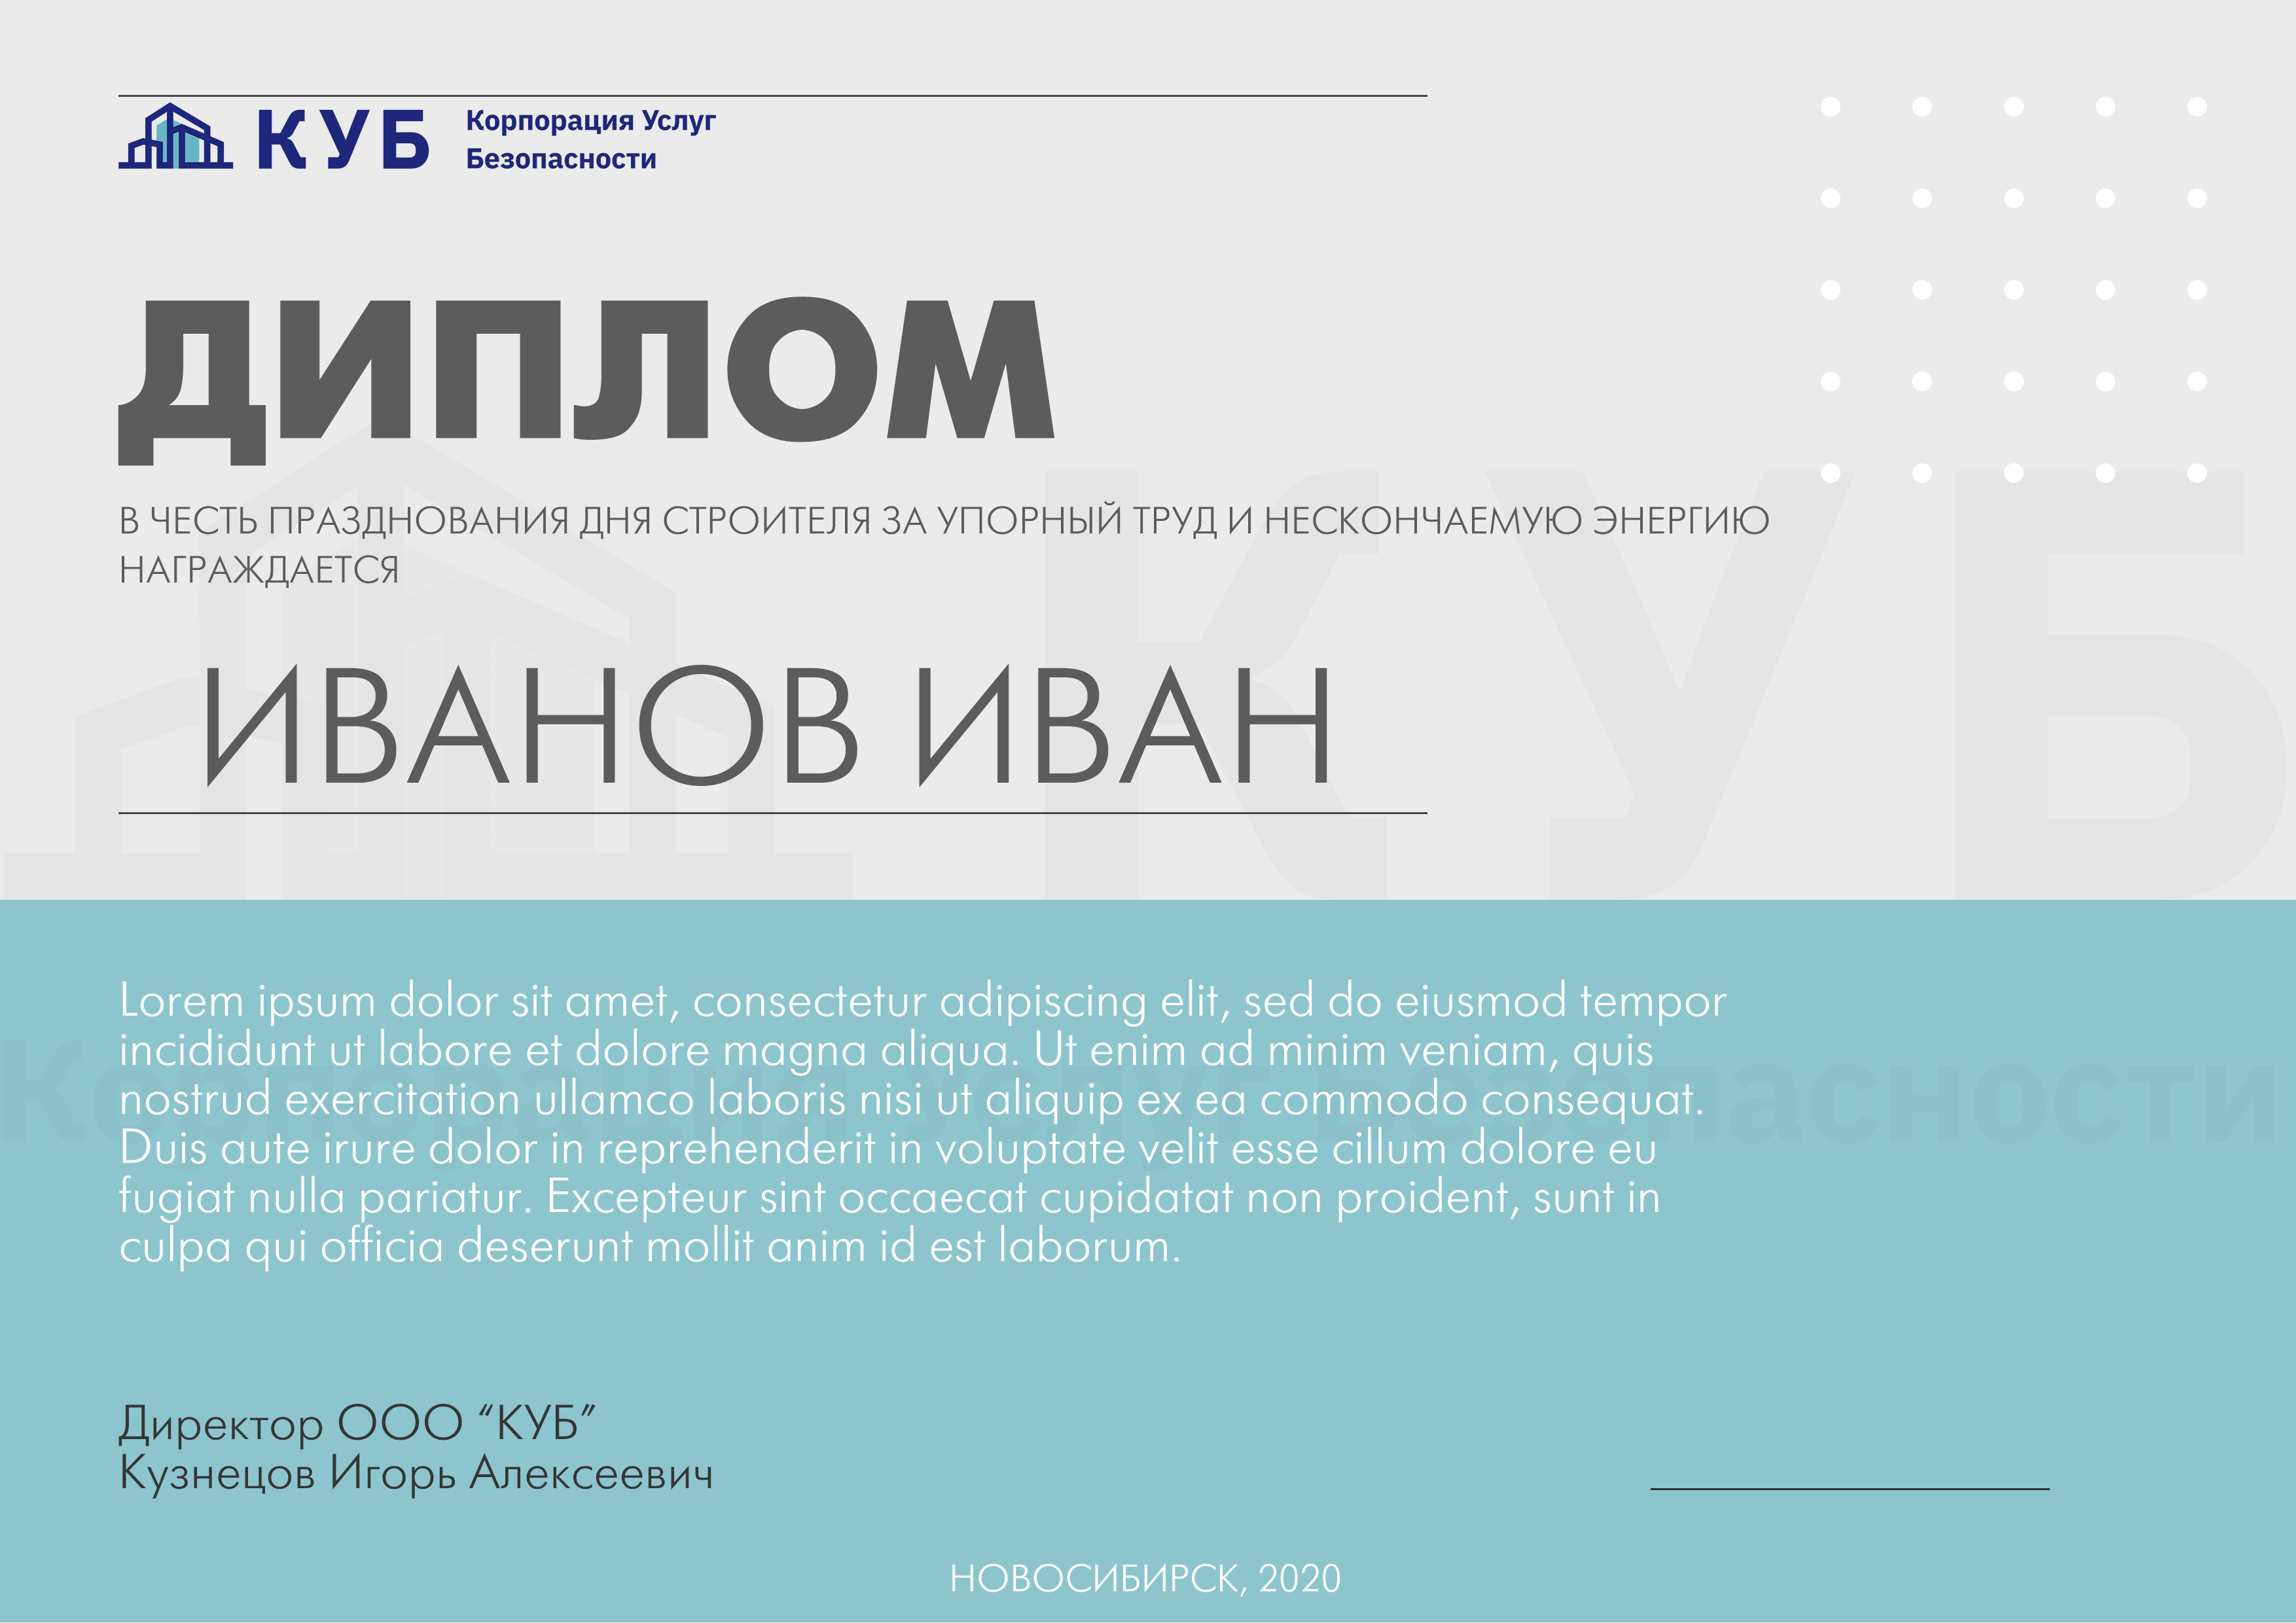 КУБ
Корпорация Услуг
Безопасности
ДИПЛОМ
В ЧЕСТЬ ПРАЗДНОВАНИЯ ДНЯ СТРОИТЕЛЯ ЗА УПОРНЫЙ ТРУД И НЕСКОНЧАЕМУЮ ЭНЕРГИЮ
НАГРАЖДАЕТСЯ
КУБ
ИВАНОВ ИВАН
Lorem ipsum dolor sit amet, consectetur adipiscing elit, sed do eiusmod tempor
incididunt ut labore et dolore magna aliqua. Ut enim ad minim veniam, quis
Корпорация Услуг Безопасности
nostrud exercitation ullamco laboris nisi ut aliquip ex ea commodo consequat.
Duis aute irure dolor in reprehenderit in voluptate velit esse cillum dolore eu
fugiat nulla pariatur. Excepteur sint occaecat cupidatat non proident, sunt in
culpa qui officia deserunt mollit anim id est laborum.
Директор ООО “КУБ”
Кузнецов Игорь Алексеевич
НОВОСИБИРСК, 2020